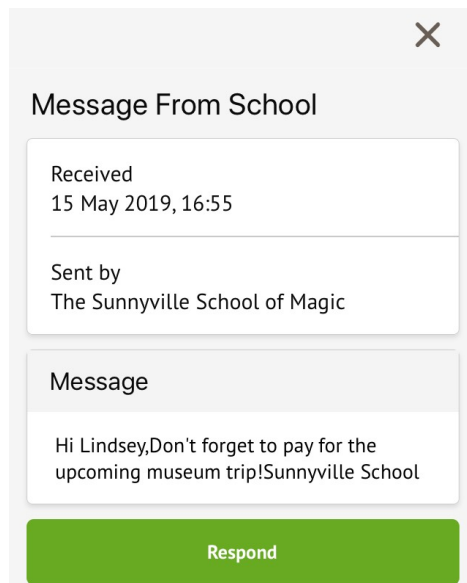 Message From School
Received
15 May 2019, 16:55
Sent by
The Sunnyville School of Magic
Message
Hi Lindsey,Don't forget to pay for the
upcoming museum trip!Sunnyville School
Respond